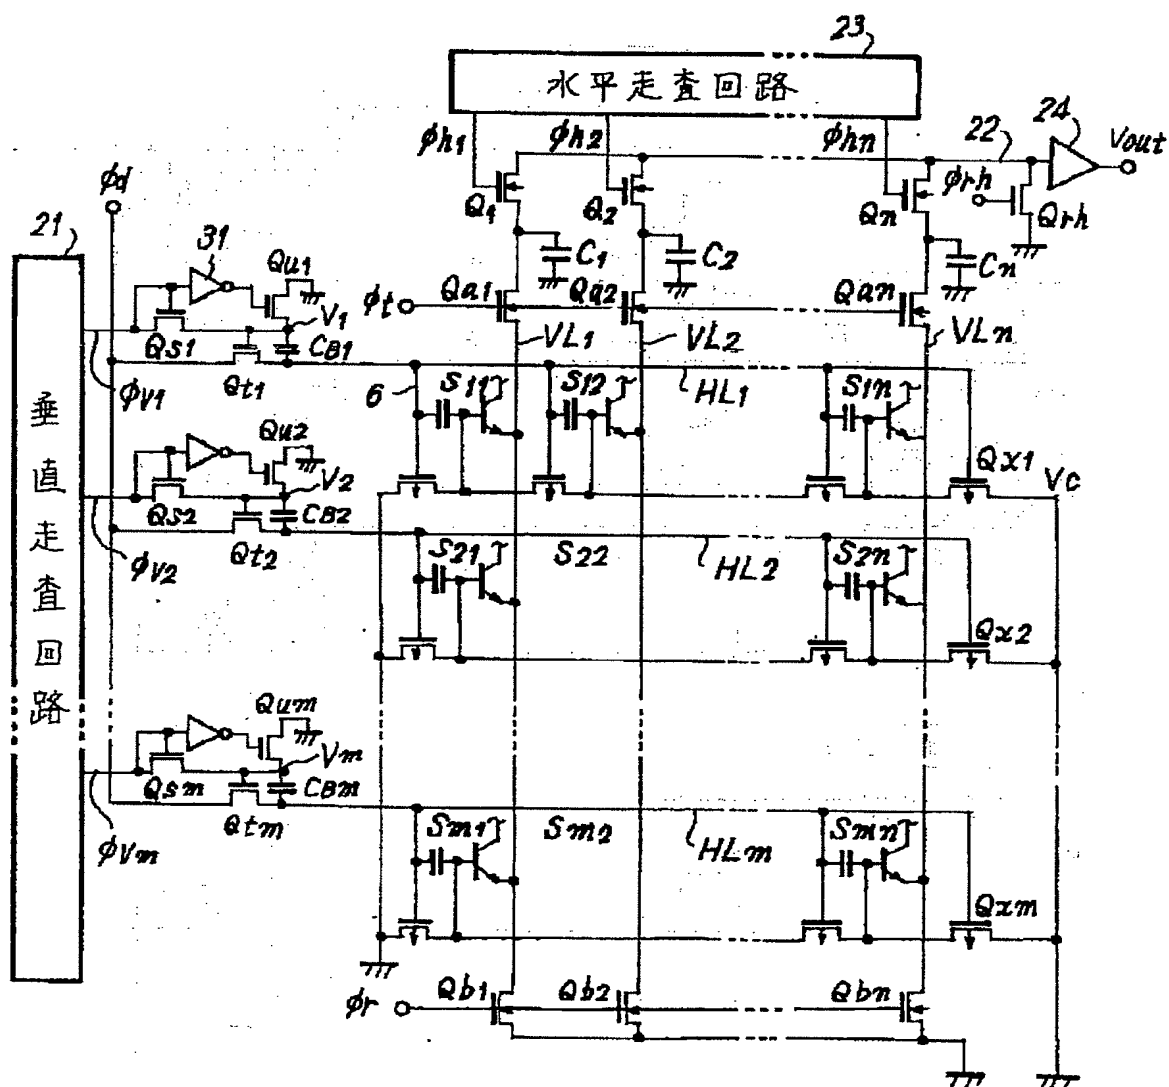 23
水平走査回路
φh1 φh2 φhn 22 24 Vout
φd
Q1 Q2 Qn φrh Qrh
21 31 Qu1
C1 C2 Cn
φt Qa1 Qa2 Qan
V1 VL1 VL2 VLn
Qs1 CB1
Qt1
φV1 6 S11 S12 HL1 S1n
垂直走査回路
Qu2
V2 Qx1 Vc
Qs2 CB2
Qt2 S21 S22 HL2 S2n
φV2
Qx2
Qum
Vm
Qsm CBm
Qtm Sm1 Sm2 HLm Smn
φVm
Qxm
φr Qb1 Qb2 Qbn